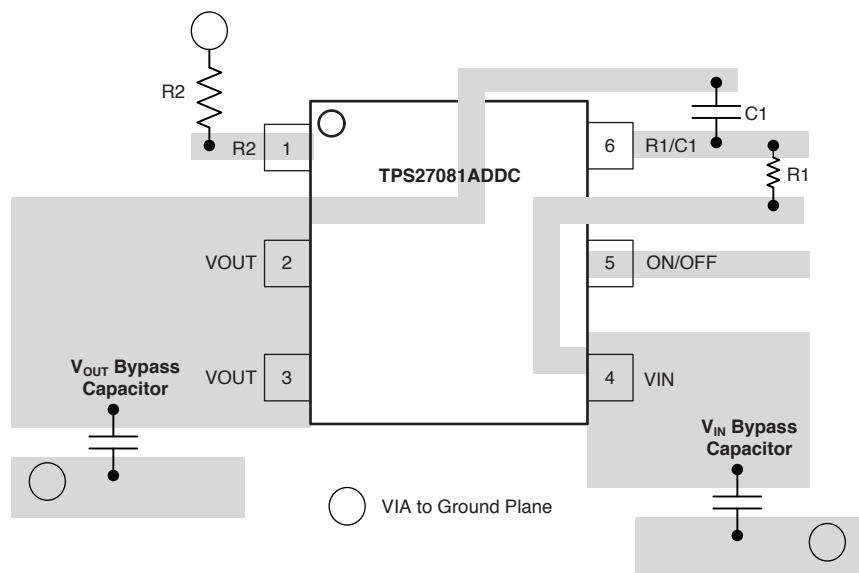 R2
C1
R2
1
TPS27081ADDC
6
R1/C1
R1
VOUT
2
5
ON/OFF
VOUT
3
4
VIN
VOUT Bypass
Capacitor
VIN Bypass
Capacitor
VIA to Ground Plane